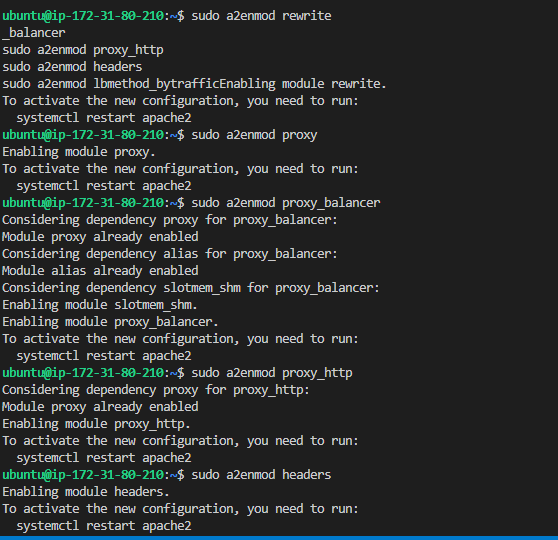 ubuntu@ip-172-31-80-210:~$ sudo a2enmod rewrite
_balancer
sudo a2enmod proxy_http
sudo a2enmod headers
sudo a2enmod lbmethod_bytrafficEnabling module rewrite.
To activate the new configuration, you need to run:
  systemctl restart apache2
ubuntu@ip-172-31-80-210:~$ sudo a2enmod proxy
Enabling module proxy.
To activate the new configuration, you need to run:
  systemctl restart apache2
ubuntu@ip-172-31-80-210:~$ sudo a2enmod proxy_balancer
Considering dependency proxy for proxy_balancer:
Module proxy already enabled
Considering dependency alias for proxy_balancer:
Module alias already enabled
Considering dependency slotmem_shm for proxy_balancer:
Enabling module slotmem_shm.
Enabling module proxy_balancer.
To activate the new configuration, you need to run:
  systemctl restart apache2
ubuntu@ip-172-31-80-210:~$ sudo a2enmod proxy_http
Considering dependency proxy for proxy_http:
Module proxy already enabled
Enabling module proxy_http.
To activate the new configuration, you need to run:
  systemctl restart apache2
ubuntu@ip-172-31-80-210:~$ sudo a2enmod headers
Enabling module headers.
To activate the new configuration, you need to run:
  systemctl restart apache2